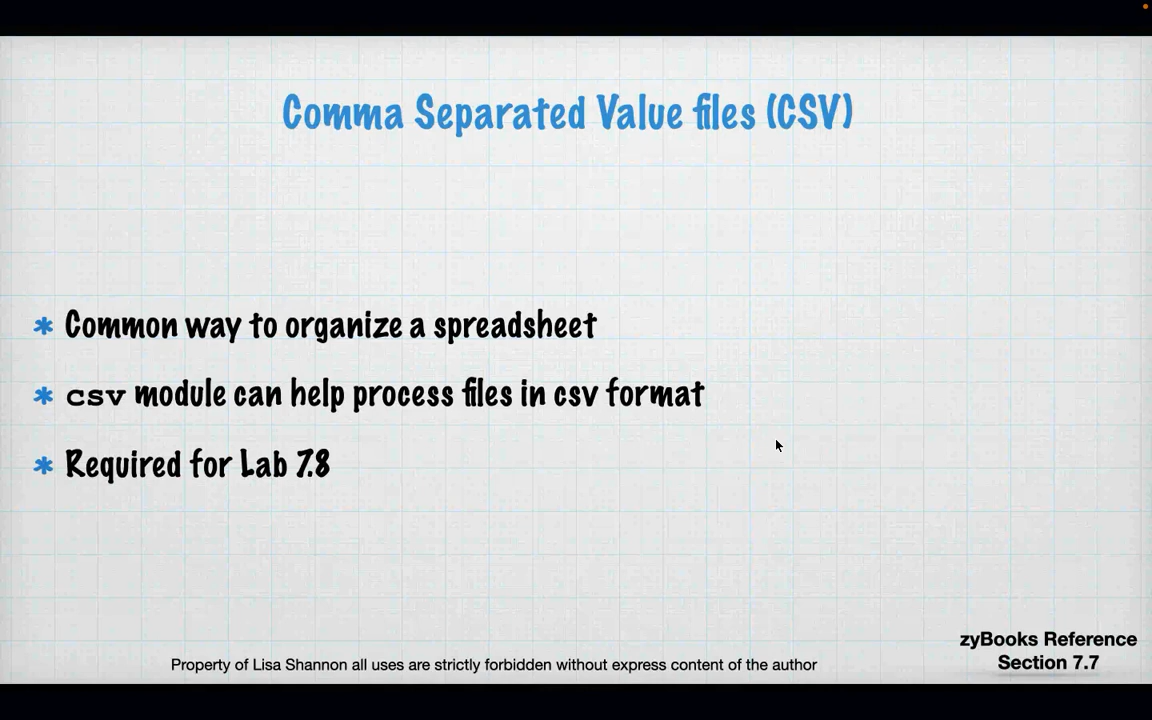 Comma Separated Value files (CSV)
* Common way to organize a spreadsheet
* csv module can help process files in csv format
* Required for Lab 7.8
zyBooks Reference
Section 7.7
Property of Lisa Shannon all uses are strictly forbidden without express content of the author